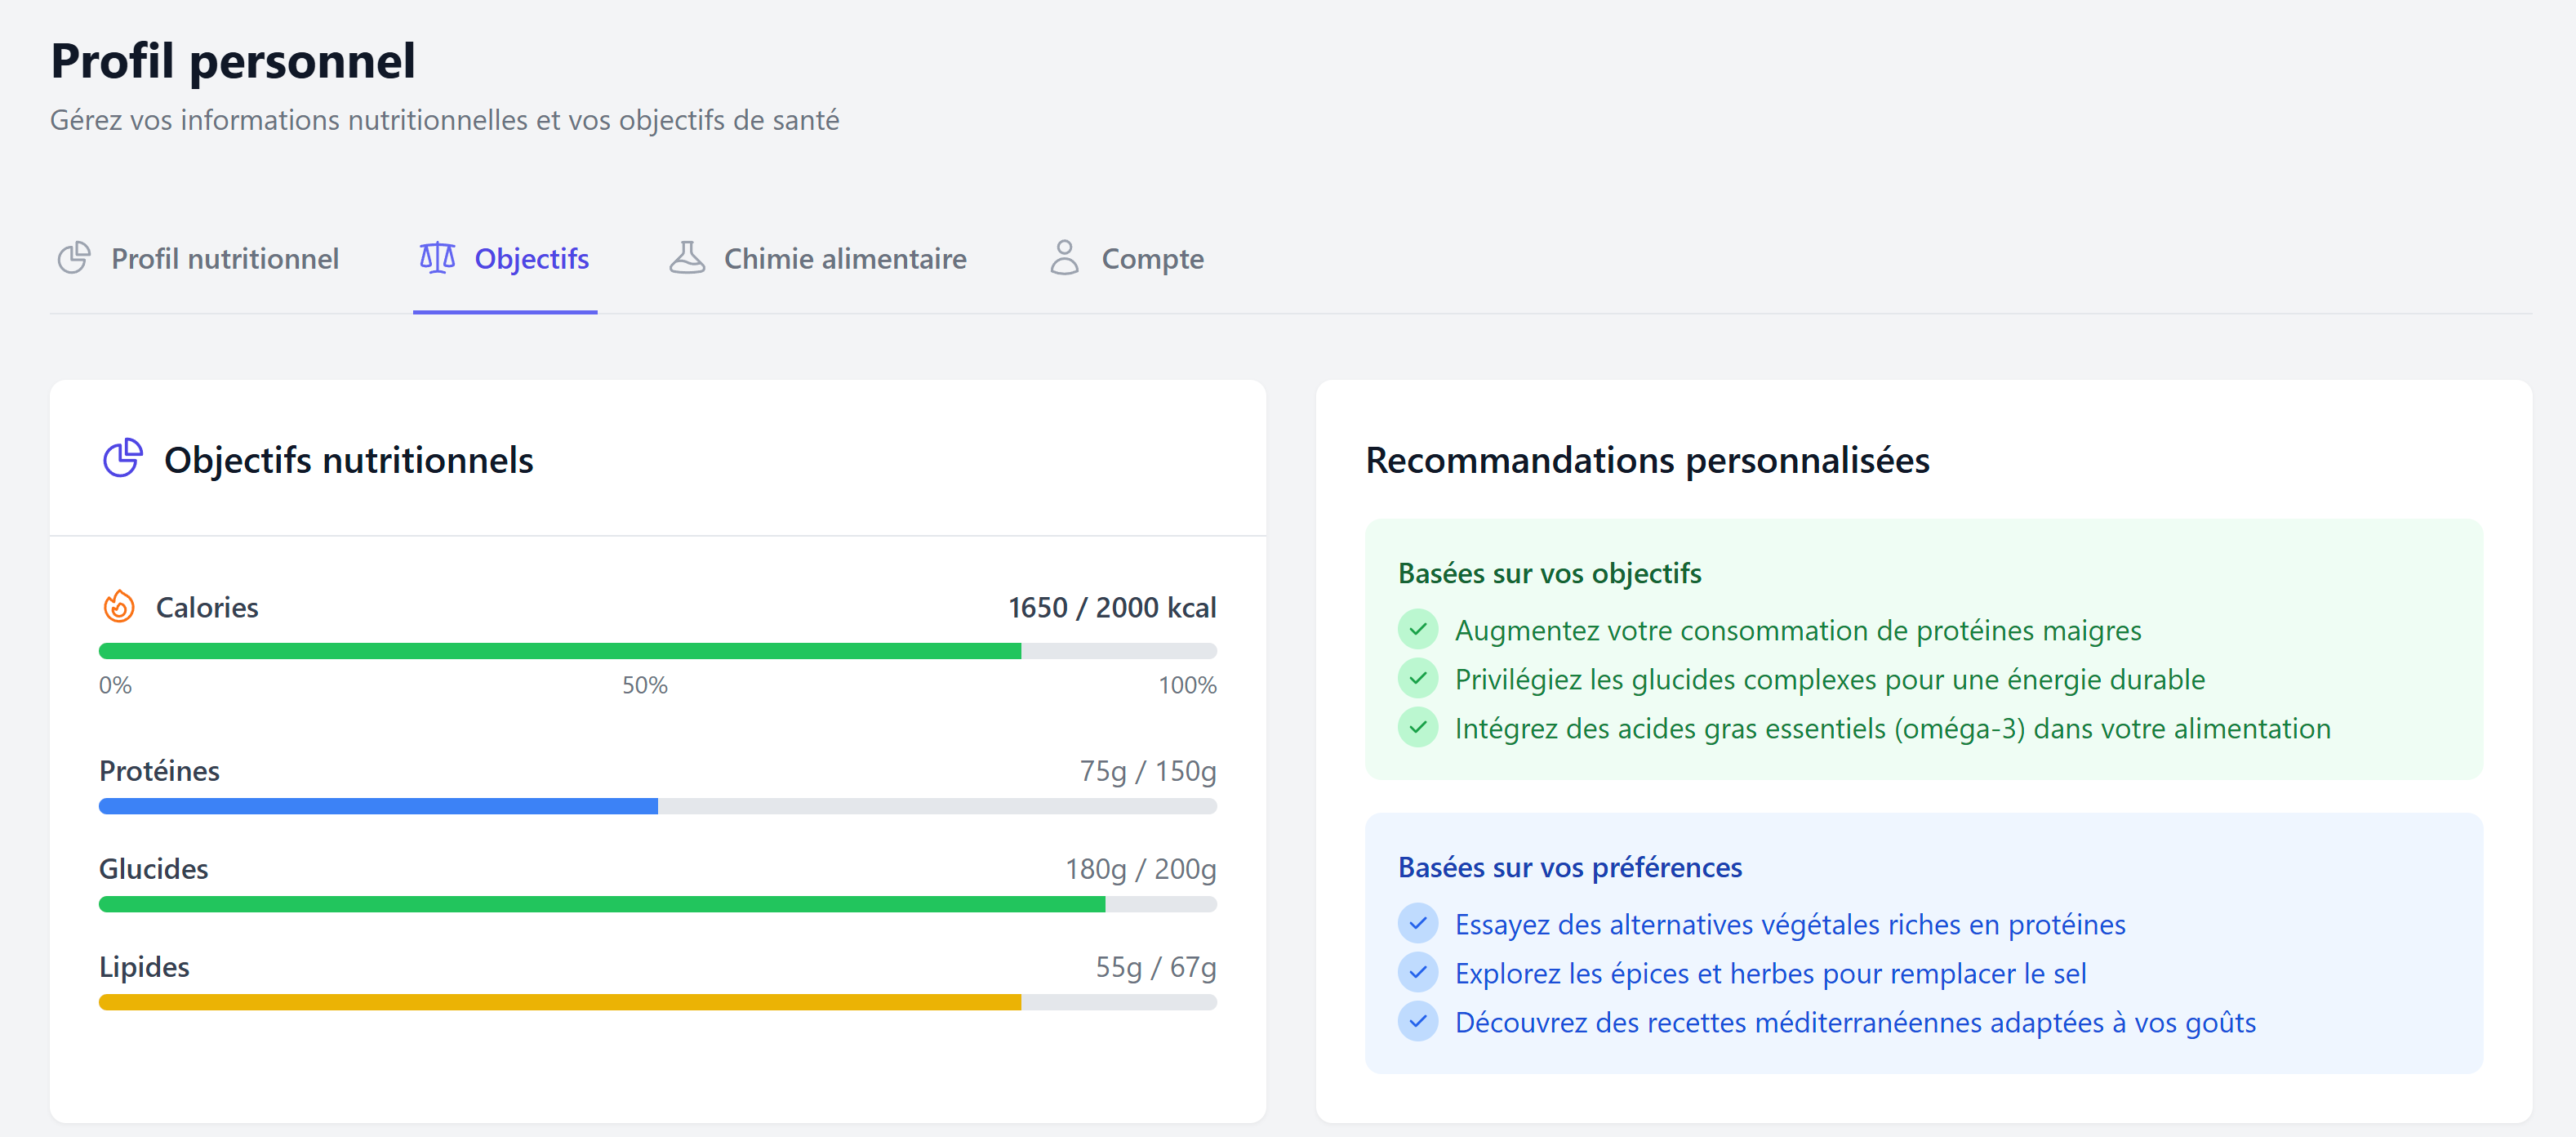 Profil personnel
Gérez vos informations nutritionnelles et vos objectifs de santé
Profil nutritionnel
Objectifs
Chimie alimentaire
Compte
Objectifs nutritionnels
Calories
1650 / 2000 kcal
0%
50%
100%
Protéines
75g / 150g
Glucides
180g / 200g
Lipides
55g / 67g
Recommandations personnalisées
Basées sur vos objectifs
Augmentez votre consommation de protéines maigres
Privilégiez les glucides complexes pour une énergie durable
Intégrez des acides gras essentiels (oméga-3) dans votre alimentation
Basées sur vos préférences
Essayez des alternatives végétales riches en protéines
Explorez les épices et herbes pour remplacer le sel
Découvrez des recettes méditerranéennes adaptées à vos goûts